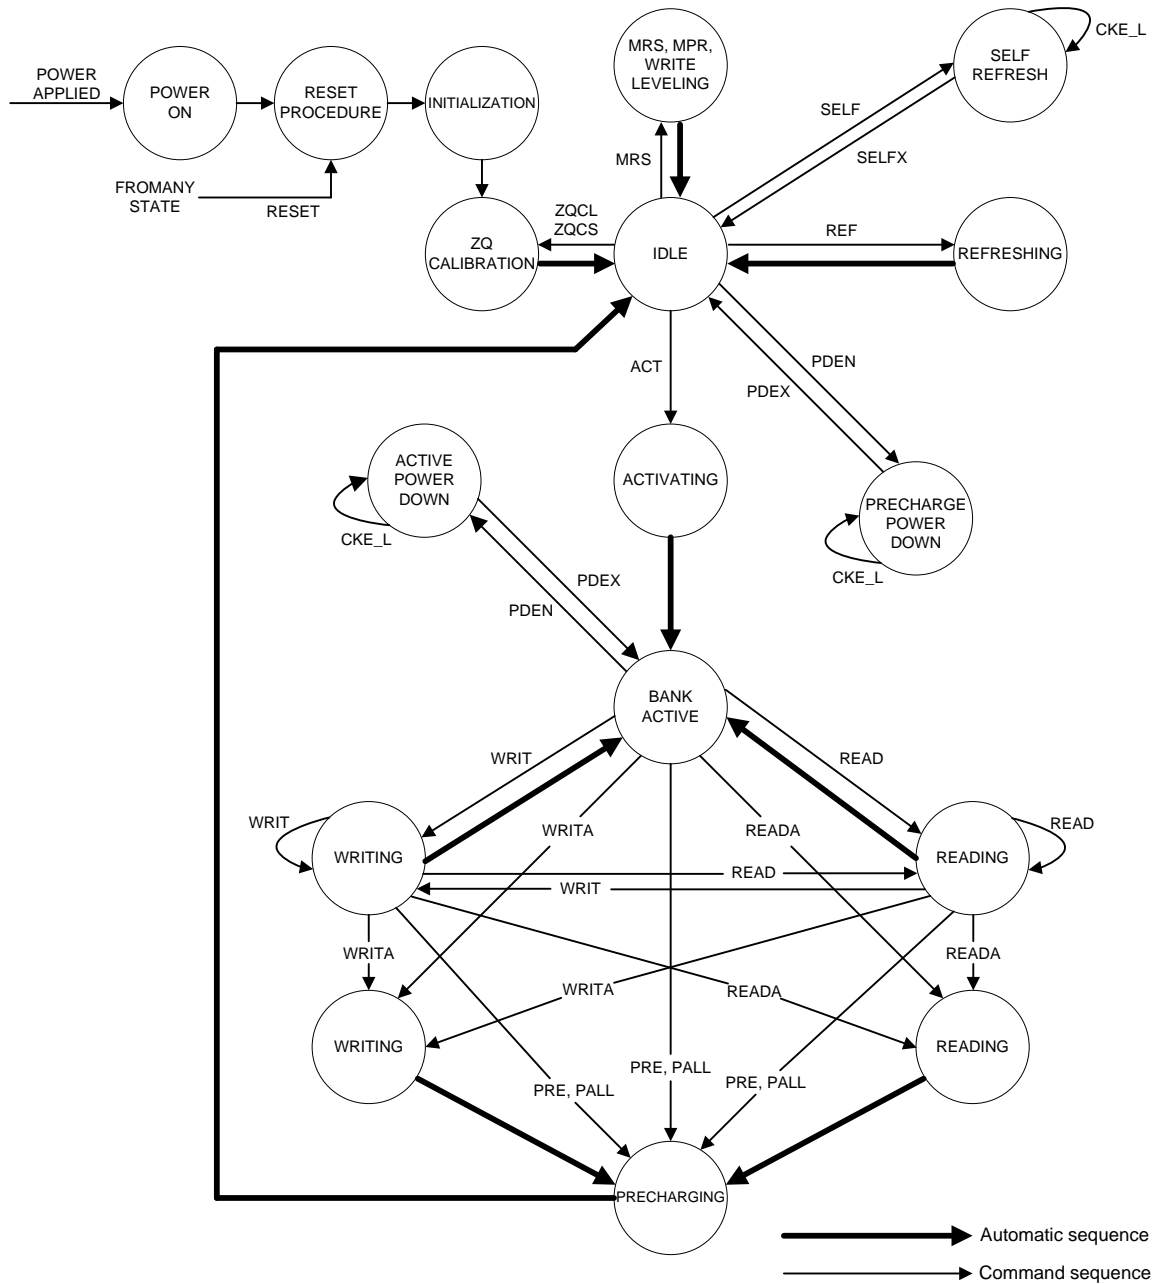 POWER
APPLIED
POWER
ON
RESET
PROCEDURE
INITIALIZATION
FROMANY
STATE
RESET
MRS, MPR,
WRITE
LEVELING
SELF
REFRESH
CKE_L
SELF
SELFX
MRS
ZQCL
ZQCS
ZQ
CALIBRATION
IDLE
REF
REFRESHING
ACT
PDEN
PDEX
ACTIVE
POWER
DOWN
CKE_L
ACTIVATING
PRECHARGE
POWER
DOWN
CKE_L
PDEX
PDEN
BANK
ACTIVE
WRIT
READ
WRIT
WRITA
READA
READ
WRITING
READING
READ
WRIT
WRITA
READA
WRITA
READA
WRITING
READING
PRE, PALL
PRE, PALL
PRE, PALL
PRECHARGING
Automatic sequence
Command sequence